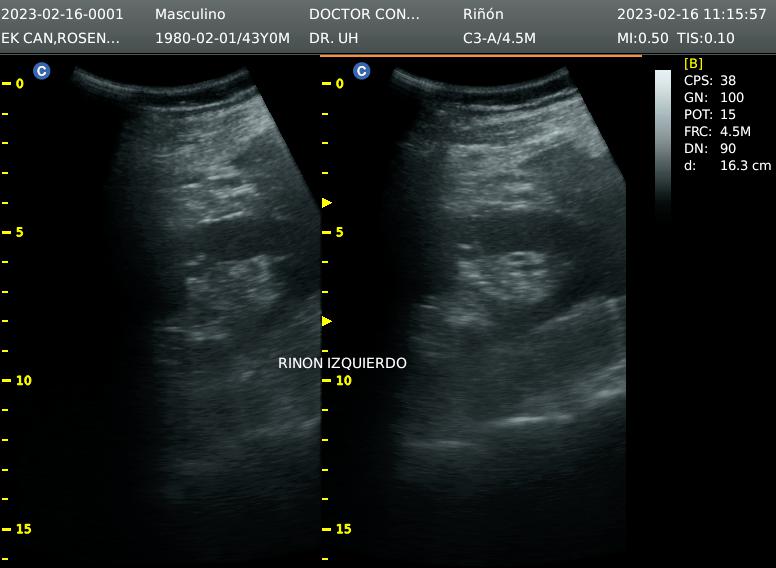 2023-02-16-0001 Masculino DOCTOR CON... Riñón 2023-02-16 11:15:57
EK CAN,ROSEN... 1980-02-01/43Y0M DR. UH C3-A/4.5M MI:0.50 TIS:0.10
C C
[B]
CPS: 38
GN: 100
POT: 15
FRC: 4.5M
DN: 90
d: 16.3 cm
0 0
5 5
RINON IZQUIERDO
10 10
15 15